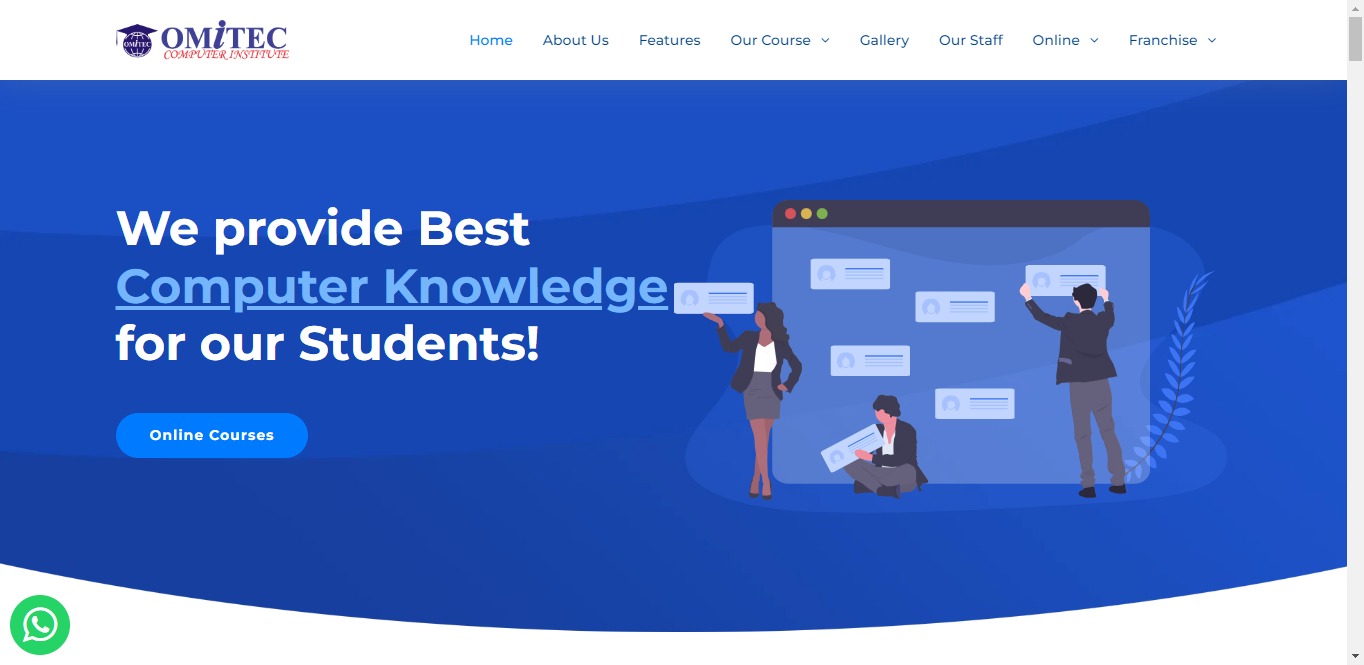 OMiTEC
OMiTEC
COMPUTER INSTITUTE
Home
About Us
Features
Our Course
Gallery
Our Staff
Online
Franchise
We provide Best
Computer Knowledge
for our Students!
Online Courses